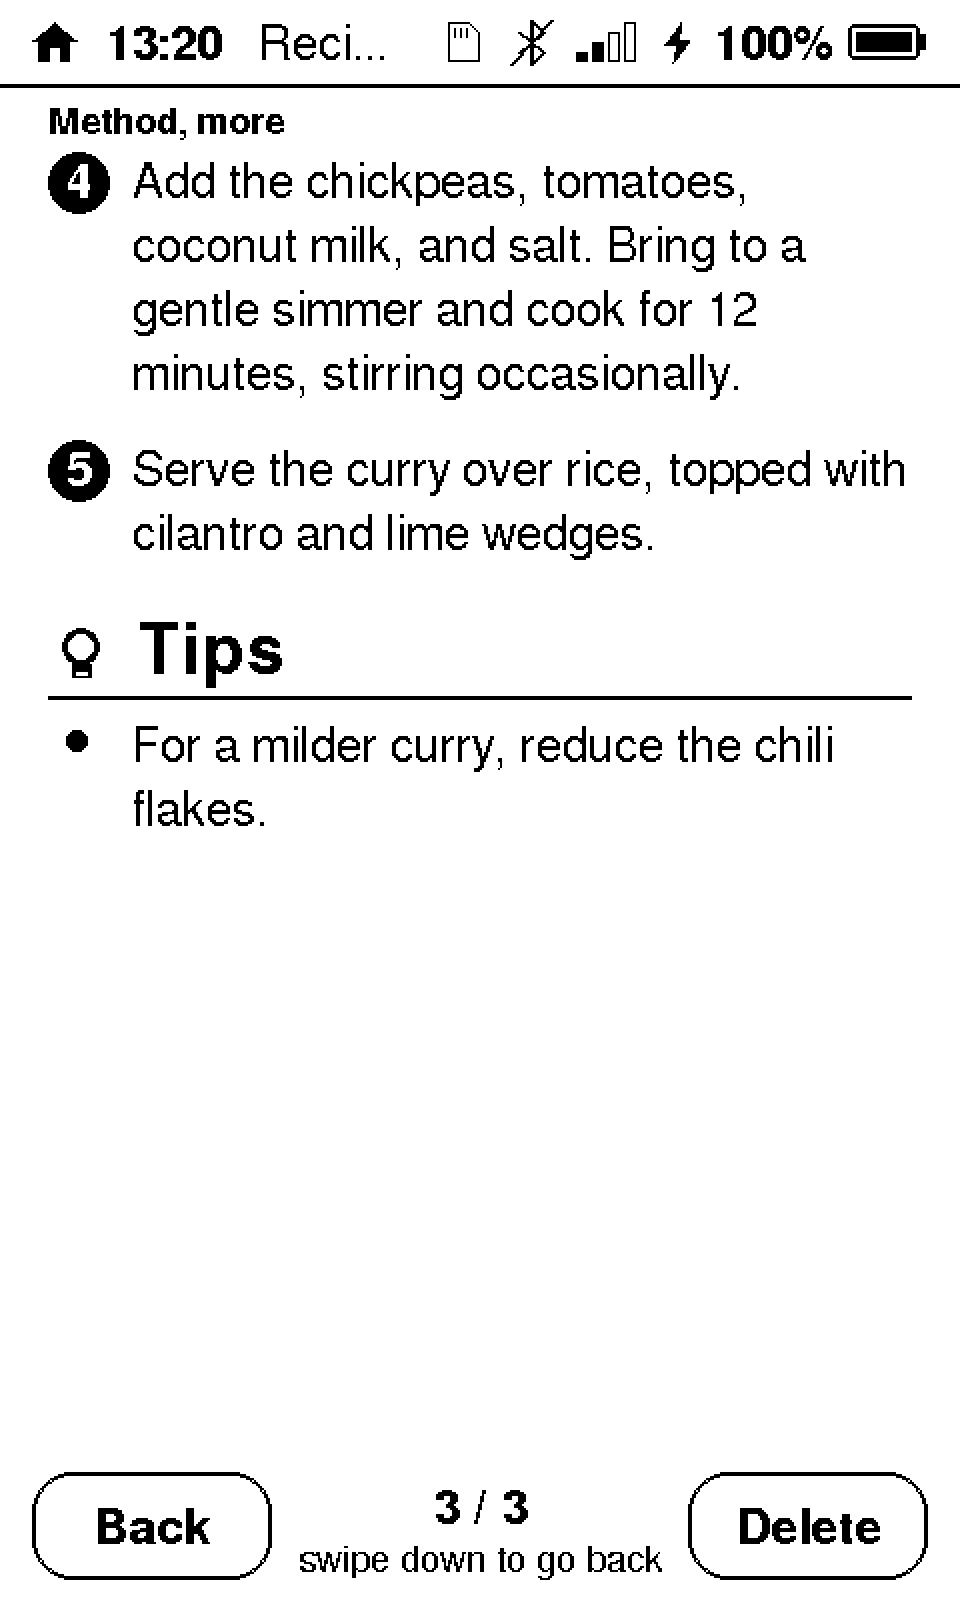 13:20 Reci... 100%
Method, more
4 Add the chickpeas, tomatoes,
coconut milk, and salt. Bring to a
gentle simmer and cook for 12
minutes, stirring occasionally.
5 Serve the curry over rice, topped with
cilantro and lime wedges.
Tips
• For a milder curry, reduce the chili
flakes.
Back 3 / 3 Delete
swipe down to go back